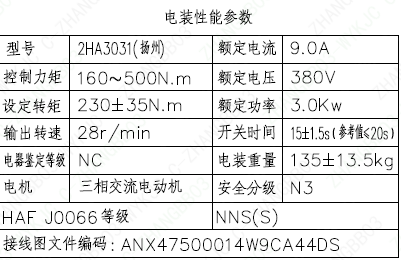 电装性能参数
型号 2HA3031(扬州) 额定电流 9.0A
控制力矩 160~500N.m 额定电压 380V
设定转矩 230±35N.m 额定功率 3.0Kw
输出转速 28r/min 开关时间 15±1.5s(参考值≤20s)
电器鉴定等级 NC 电装重量 135±13.5kg
电机 三相交流电动机 安全分级 N3
HAF J0066等级 NNS(S)
接线图文件编码: ANX47500014W9CA44DS